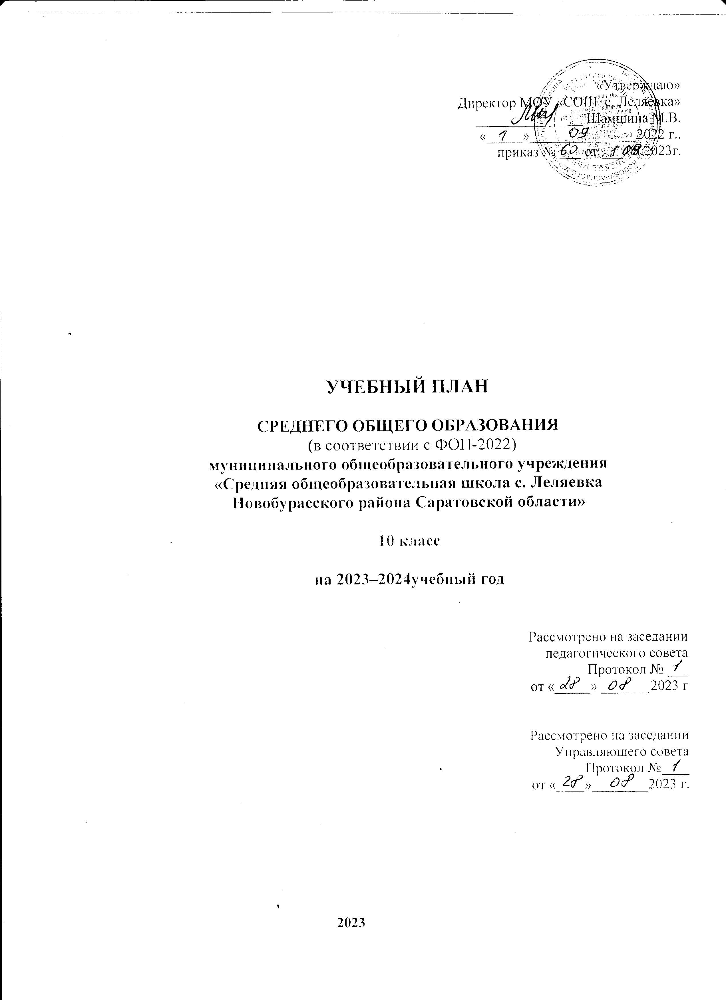 «Утверждаю»
Директор МОУ «СОШ с. Леляевка»
Шамшина М.В.
« 1 » 09 2022 г..
приказ № 60 от 1 09 2023г.
УЧЕБНЫЙ ПЛАН
СРЕДНЕГО ОБЩЕГО ОБРАЗОВАНИЯ
(в соответствии с ФОП-2022)
муниципального общеобразовательного учреждения
«Средняя общеобразовательная школа с. Леляевка
Новобурасского района Саратовской области»
10 класс
на 2023–2024учебный год
Рассмотрено на заседании
педагогического совета
Протокол № 1
от « 28 » 08 2023 г
Рассмотрено на заседании
Управляющего совета
Протокол № 1
от « 28 » 08 2023 г.
2023